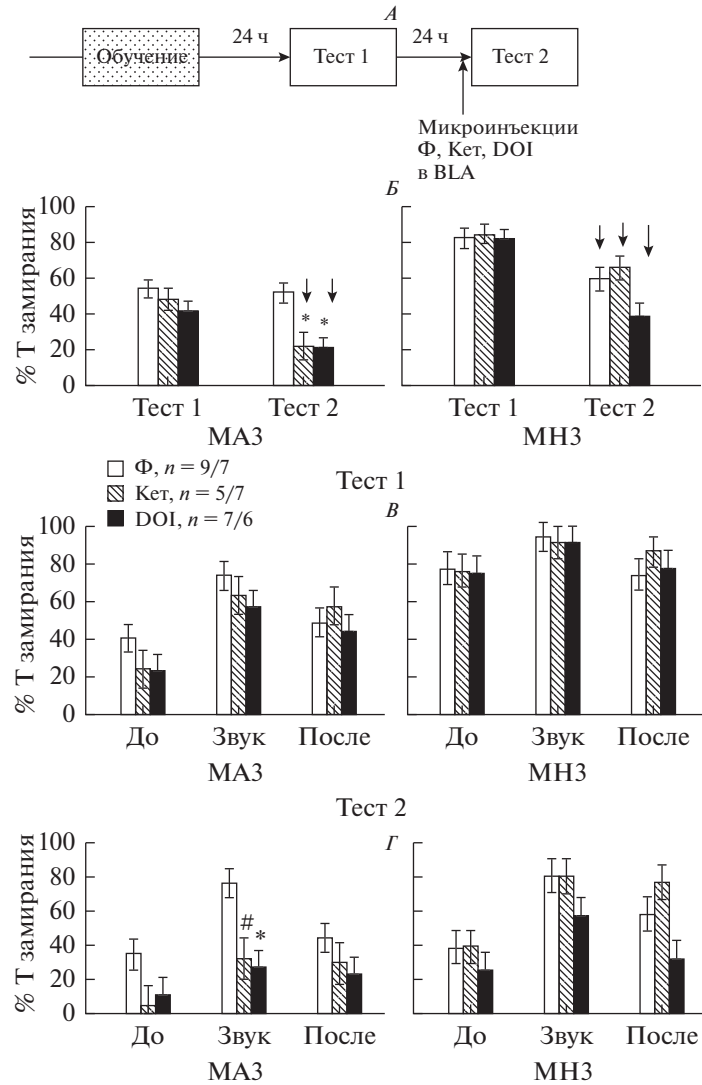 А
Обучение 24 ч Тест 1 24 ч Тест 2
Микроинъекции
Ф, Кет, DOI
в BLA
Б
% Т замирания
100
80
60
40
20
0
* *
Тест 1 Тест 2 Тест 1 Тест 2
МАЗ МНЗ
Ф, n = 9/7
Кет, n = 5/7
DOI, n = 7/6
Тест 1
В
% Т замирания
100
80
60
40
20
0
До Звук После До Звук После
МАЗ МНЗ
Тест 2
Г
% Т замирания
100
80
60
40
20
0
# *
До Звук После До Звук После
МАЗ МНЗ